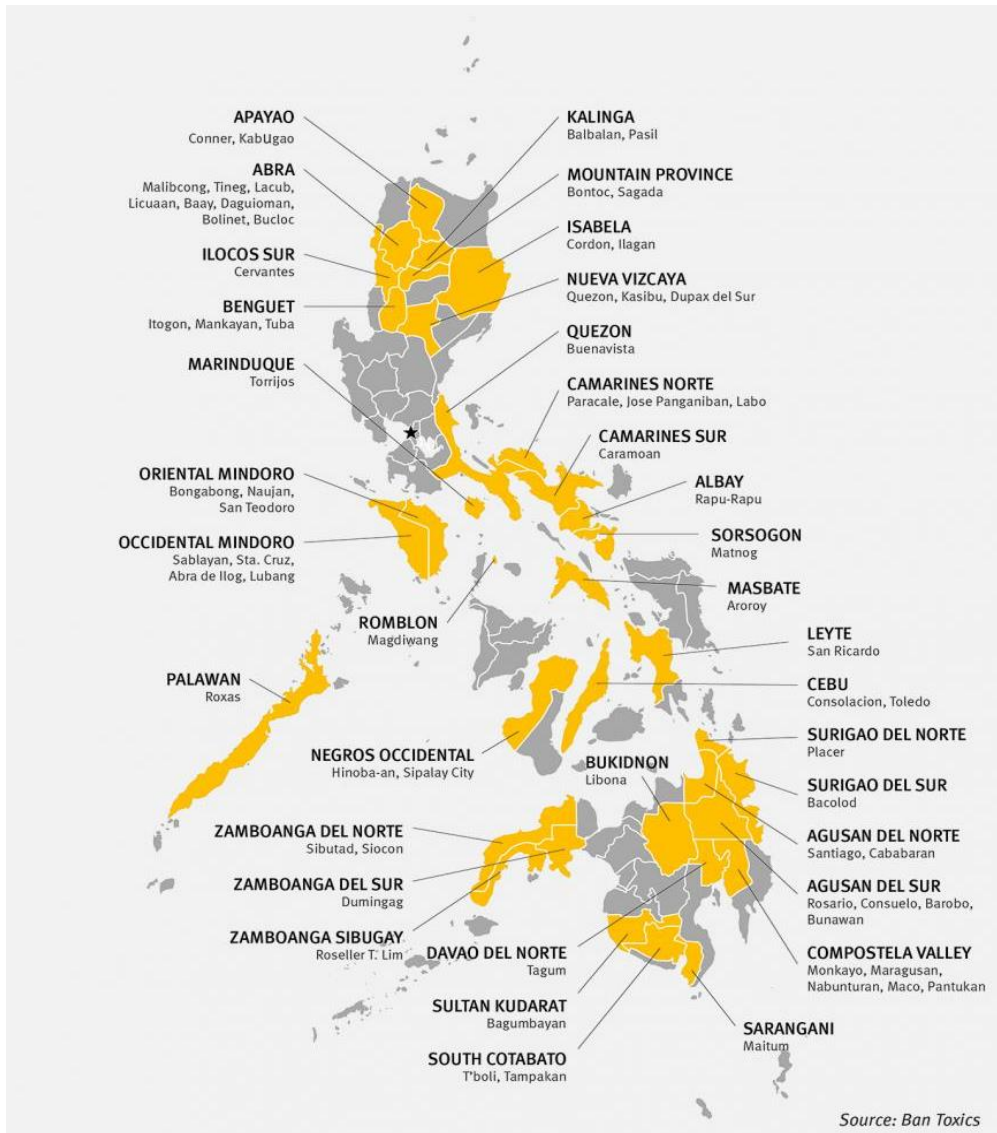 APAYAO
Conner, Kabugao
KALINGA
Balbalan, Pasil
ABRA
Malibcong, Tineg, Lacub,
Licuaan, Baay, Daguioman,
Bolinet, Bucloc
MOUNTAIN PROVINCE
Bontoc, Sagada
ISABELA
Cordon, Ilagan
ILOCOS SUR
Cervantes
NUEVA VIZCAYA
Quezon, Kasibu, Dupax del Sur
BENGUET
Itogon, Mankayan, Tuba
QUEZON
Buenavista
MARINDUQUE
Torrijos
CAMARINES NORTE
Paracale, Jose Panganiban, Labo
CAMARINES SUR
Caramoan
ORIENTAL MINDORO
Bongabong, Naujan,
San Teodoro
ALBAY
Rapu-Rapu
OCCIDENTAL MINDORO
Sablayan, Sta. Cruz,
Abra de Ilog, Lubang
SORSOGON
Matnog
MASBATE
Aroroy
ROMBLON
Magdiwang
LEYTE
San Ricardo
PALAWAN
Roxas
CEBU
Consolacion, Toledo
NEGROS OCCIDENTAL
Hinoba-an, Sipalay City
BUKIDNON
Libona
SURIGAO DEL NORTE
Placer
SURIGAO DEL SUR
Bacolod
ZAMBOANGA DEL NORTE
Sibutad, Siocon
AGUSAN DEL NORTE
Santiago, Cababaran
ZAMBOANGA DEL SUR
Dumingag
AGUSAN DEL SUR
Rosario, Consuelo, Barobo,
Bunawan
ZAMBOANGA SIBUGAY
Roseller T. Lim
DAVAO DEL NORTE
Tagum
COMPOSTELA VALLEY
Monkayo, Maragusan,
Nabunturan, Maco, Pantukan
SULTAN KUDARAT
Bagumbayan
SARANGANI
Maitum
SOUTH COTABATO
T'boli, Tampakan
Source: Ban Toxics